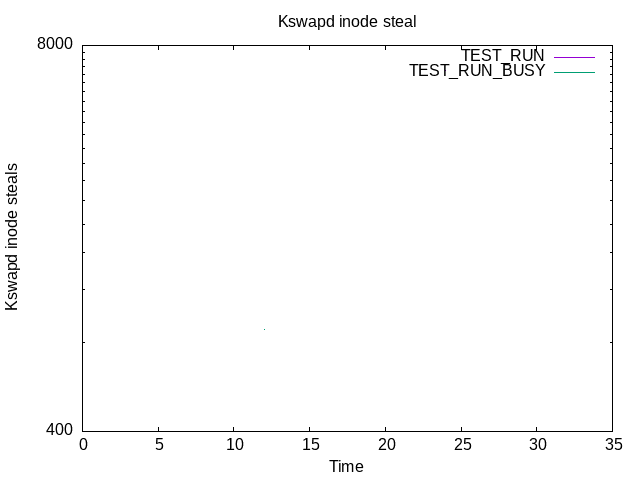 Kswapd inode steal
8000
TEST_RUN
TEST_RUN_BUSY
Kswapd inode steals
400
0 5 10 15 20 25 30 35
Time